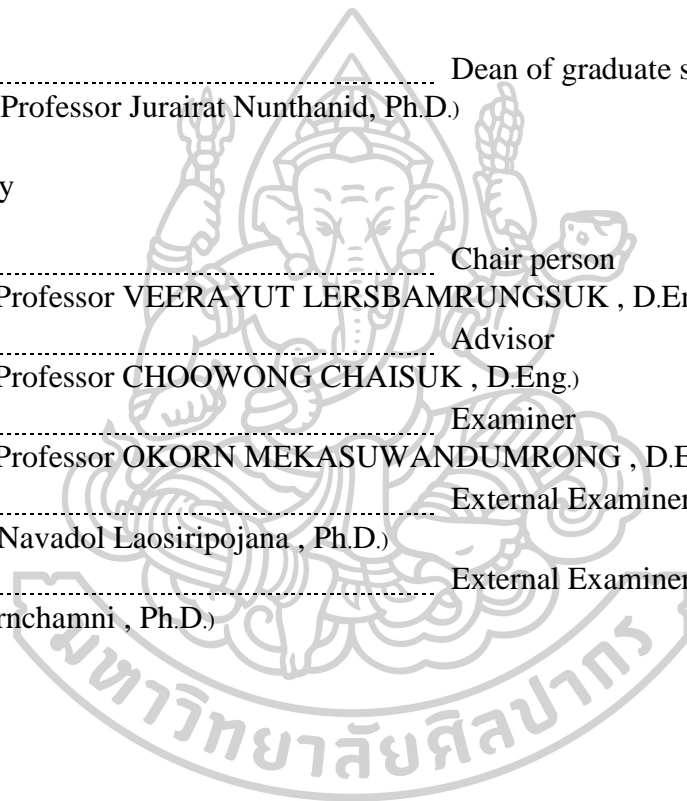 Dean of graduate s
Professor Jurairat Nunthanid, Ph.D.)
y
Chair person
Professor VEERAYUT LERSBAMRUNGSUK , D.En
Advisor
Professor CHOOWONG CHAISUK , D.Eng.)
Examiner
Professor OKORN MEKASUWANDUMRONG , D.E
External Examiner
Navadol Laosiripojana , Ph.D.)
External Examiner
rnchamni , Ph.D.)
มหาวิทยาลัยศิลปากร